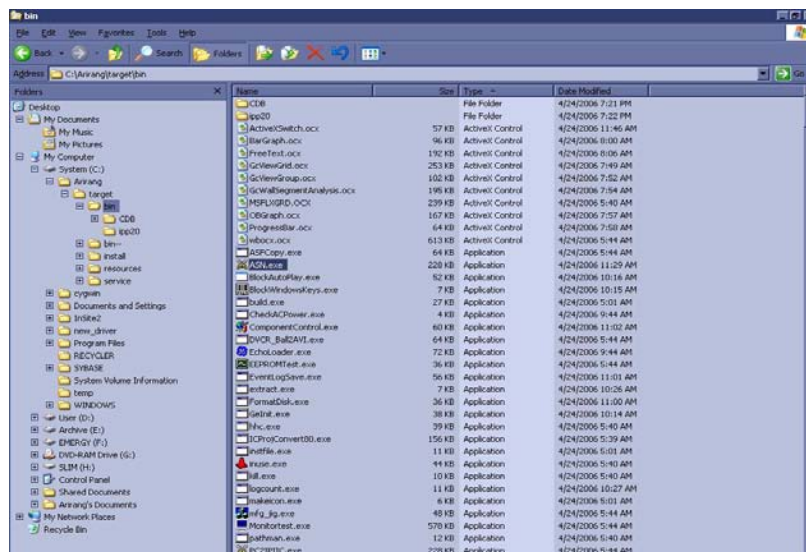 bin
File Edit View Favorites Tools Help
Back Search Folders
Address C:\Arirang\target\bin Go
Folders
Desktop
My Documents
My Music
My Pictures
My Computer
System (C:)
Arirang
target
bin
CDB
ipp20
bin--
install
resources
service
cygwin
Documents and Settings
InSite2
new_driver
Program Files
RECYCLER
SYBASE
System Volume Information
temp
WINDOWS
User (D:)
Archive (E:)
EMERGY (F:)
DVD-RAM Drive (G:)
SLIM (H:)
Control Panel
Shared Documents
Arirang's Documents
My Network Places
Recycle Bin
Name Size Type Date Modified
CDB File Folder 4/24/2006 7:21 PM
ipp20 File Folder 4/24/2006 7:22 PM
ActiveXSwitch.ocx 57 KB ActiveX Control 4/24/2006 11:46 AM
BarGraph.ocx 96 KB ActiveX Control 4/24/2006 8:00 AM
FreeText.ocx 192 KB ActiveX Control 4/24/2006 8:06 AM
GcViewGrid.ocx 253 KB ActiveX Control 4/24/2006 7:49 AM
GcViewGroup.ocx 102 KB ActiveX Control 4/24/2006 7:52 AM
GcWallSegmentAnalysis.ocx 195 KB ActiveX Control 4/24/2006 7:54 AM
MSFLXGRD.OCX 239 KB ActiveX Control 4/24/2006 5:40 AM
OBGraph.ocx 167 KB ActiveX Control 4/24/2006 7:57 AM
ProgressBar.ocx 64 KB ActiveX Control 4/24/2006 7:58 AM
wbocx.ocx 613 KB ActiveX Control 4/24/2006 5:44 AM
ASFCopy.exe 64 KB Application 4/24/2006 5:44 AM
ASN.exe 228 KB Application 4/24/2006 11:29 AM
BlockAutoPlay.exe 52 KB Application 4/24/2006 10:16 AM
BlockWindowsKeys.exe 7 KB Application 4/24/2006 10:15 AM
build.exe 27 KB Application 4/24/2006 5:01 AM
CheckACPower.exe 4 KB Application 4/24/2006 9:44 AM
ComponentControl.exe 60 KB Application 4/24/2006 11:02 AM
DVCR_Ball2AVI.exe 64 KB Application 4/24/2006 5:44 AM
EchoLoader.exe 72 KB Application 4/24/2006 9:44 AM
EEPROMTest.exe 36 KB Application 4/24/2006 5:44 AM
EventLogSave.exe 56 KB Application 4/24/2006 11:01 AM
extract.exe 7 KB Application 4/24/2006 10:26 AM
FormatDisk.exe 36 KB Application 4/24/2006 11:00 AM
GeInit.exe 38 KB Application 4/24/2006 10:14 AM
hhc.exe 39 KB Application 4/24/2006 5:40 AM
ICProjConvert80.exe 156 KB Application 4/24/2006 5:39 AM
instfile.exe 11 KB Application 4/24/2006 5:01 AM
inuse.exe 44 KB Application 4/24/2006 5:40 AM
kill.exe 10 KB Application 4/24/2006 5:40 AM
logcount.exe 11 KB Application 4/24/2006 10:27 AM
makeicon.exe 6 KB Application 4/24/2006 5:01 AM
mfg_jig.exe 48 KB Application 4/24/2006 5:44 AM
Monitortest.exe 578 KB Application 4/24/2006 5:44 AM
pathman.exe 12 KB Application 4/24/2006 5:40 AM
228 KB Application 4/24/2006 5:44 AM